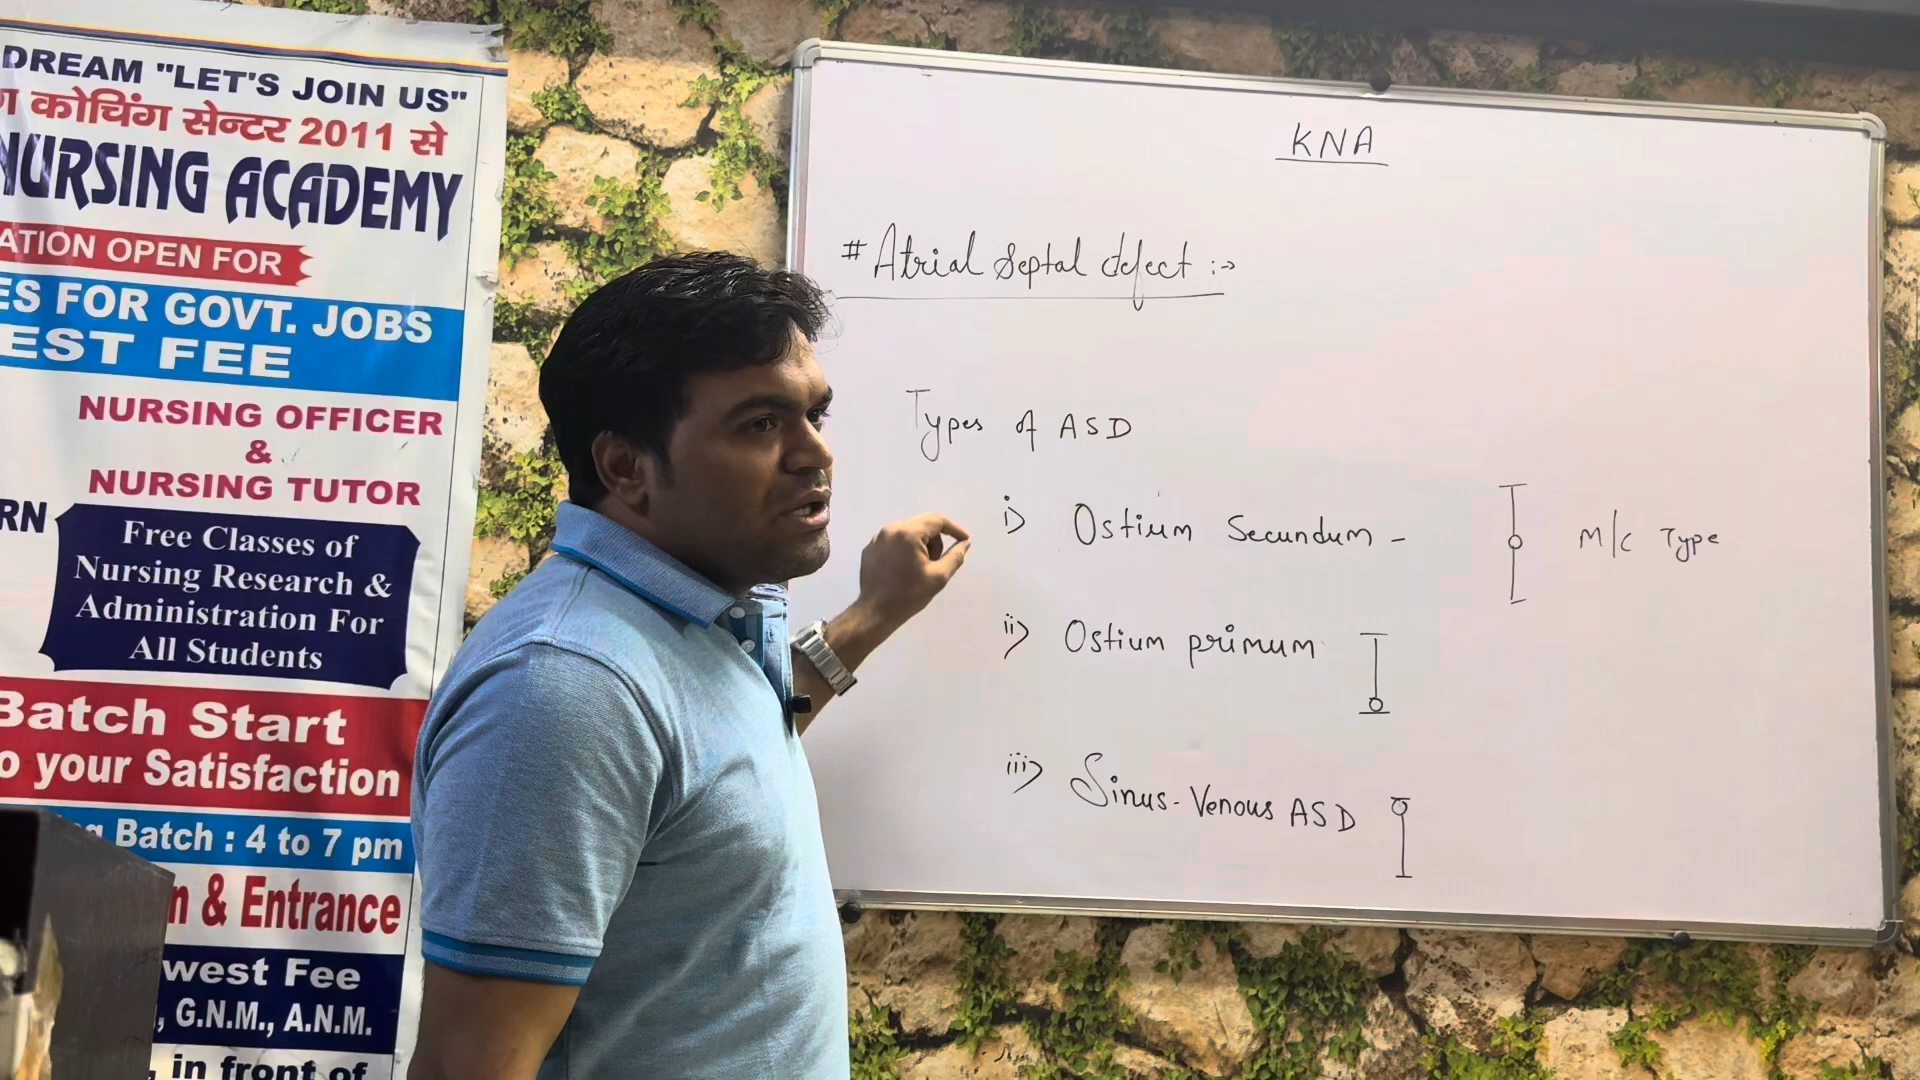 DREAM "LET'S JOIN US"
कोचिंग सेन्टर 2011 से
NURSING ACADEMY
ATION OPEN FOR
ES FOR GOVT. JOBS
EST FEE
NURSING OFFICER
&
NURSING TUTOR
RN
Free Classes of
Nursing Research &
Administration For
All Students
Batch Start
o your Satisfaction
Batch : 4 to 7 pm
n & Entrance
west Fee
, G.N.M., A.N.M.
, in front of
KNA
# Atrial Septal defect :->
Types of ASD
i) Ostium Secundum - M/c Type
ii) Ostium primum
iii) Sinus-Venous ASD